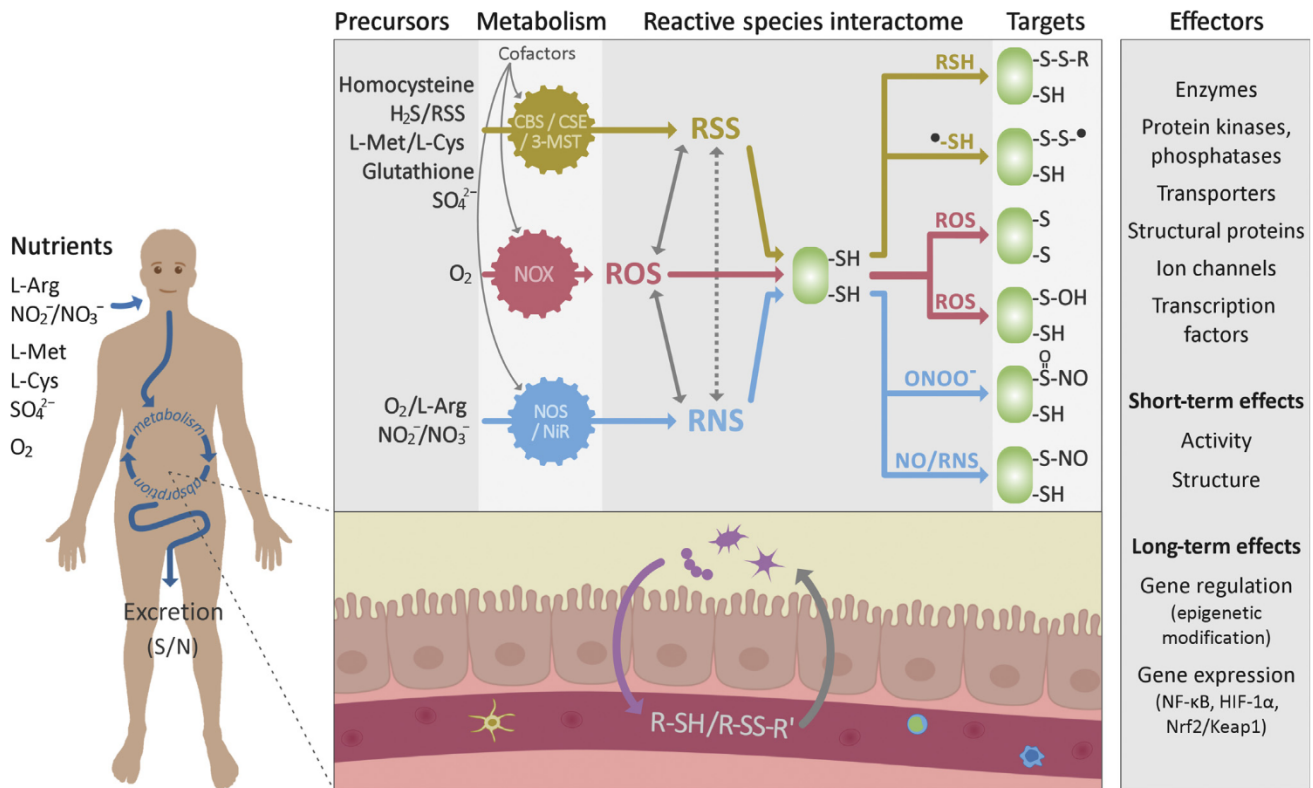 Precursors
Metabolism
Reactive species interactome
Targets
Effectors
Nutrients
L-Arg
NO₂⁻/NO₃⁻
L-Met
L-Cys
SO₄²⁻
O₂
metabolism
absorption
Excretion
(S/N)
Cofactors
Homocysteine
H₂S/RSS
L-Met/L-Cys
Glutathione
SO₄²⁻
CBS / CSE
/ 3-MST
RSS
O₂
NOX
ROS
O₂/L-Arg
NO₂⁻/NO₃⁻
NOS
/ NiR
RNS
-SH
-SH
RSH
-S-S-R
-SH
•-SH
-S-S-•
-SH
ROS
-S
-S
ROS
-S-OH
-SH
ONOO⁻
O
=
-S-NO
-SH
NO/RNS
-S-NO
-SH
R-SH/R-SS-R'
Enzymes
Protein kinases,
phosphatases
Transporters
Structural proteins
Ion channels
Transcription
factors
Short-term effects
Activity
Structure
Long-term effects
Gene regulation
(epigenetic
modification)
Gene expression
(NF-κB, HIF-1α,
Nrf2/Keap1)